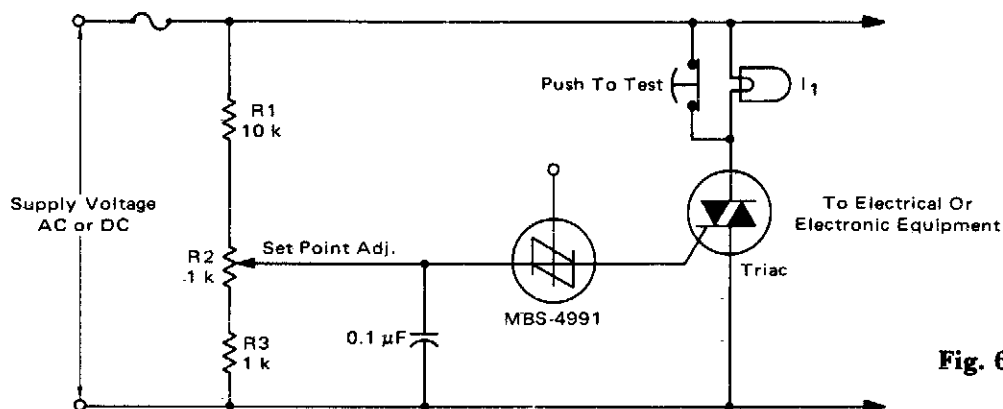 Push To Test
I1
R1
10 k
Supply Voltage
AC or DC
To Electrical Or
Electronic Equipment
R2
1 k
Set Point Adj.
Triac
MBS-4991
0.1 µF
R3
1 k
Fig. 6